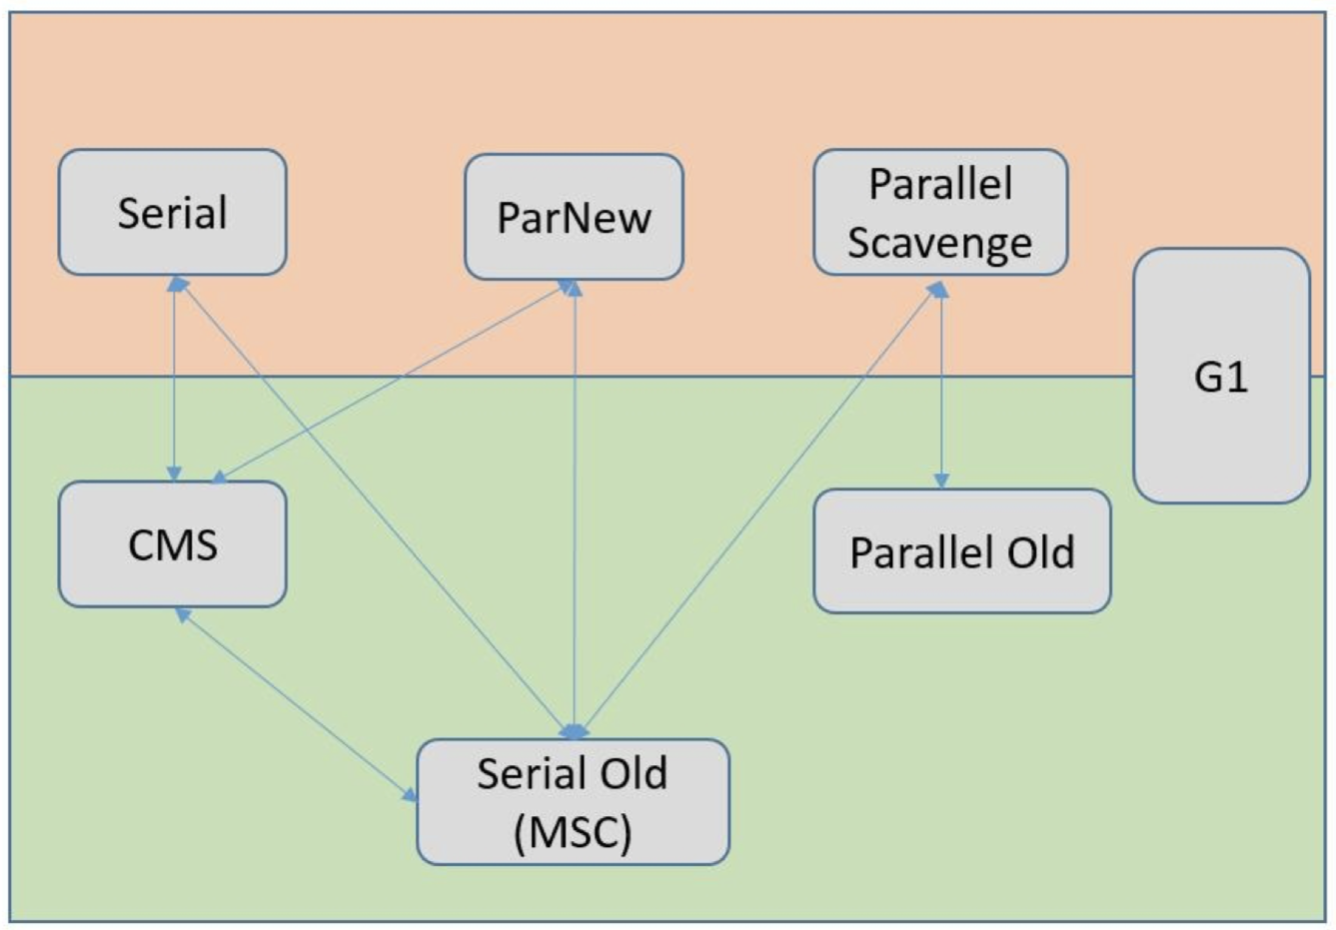 Serial
ParNew
Parallel
Scavenge
G1
CMS
Parallel Old
Serial Old
(MSC)